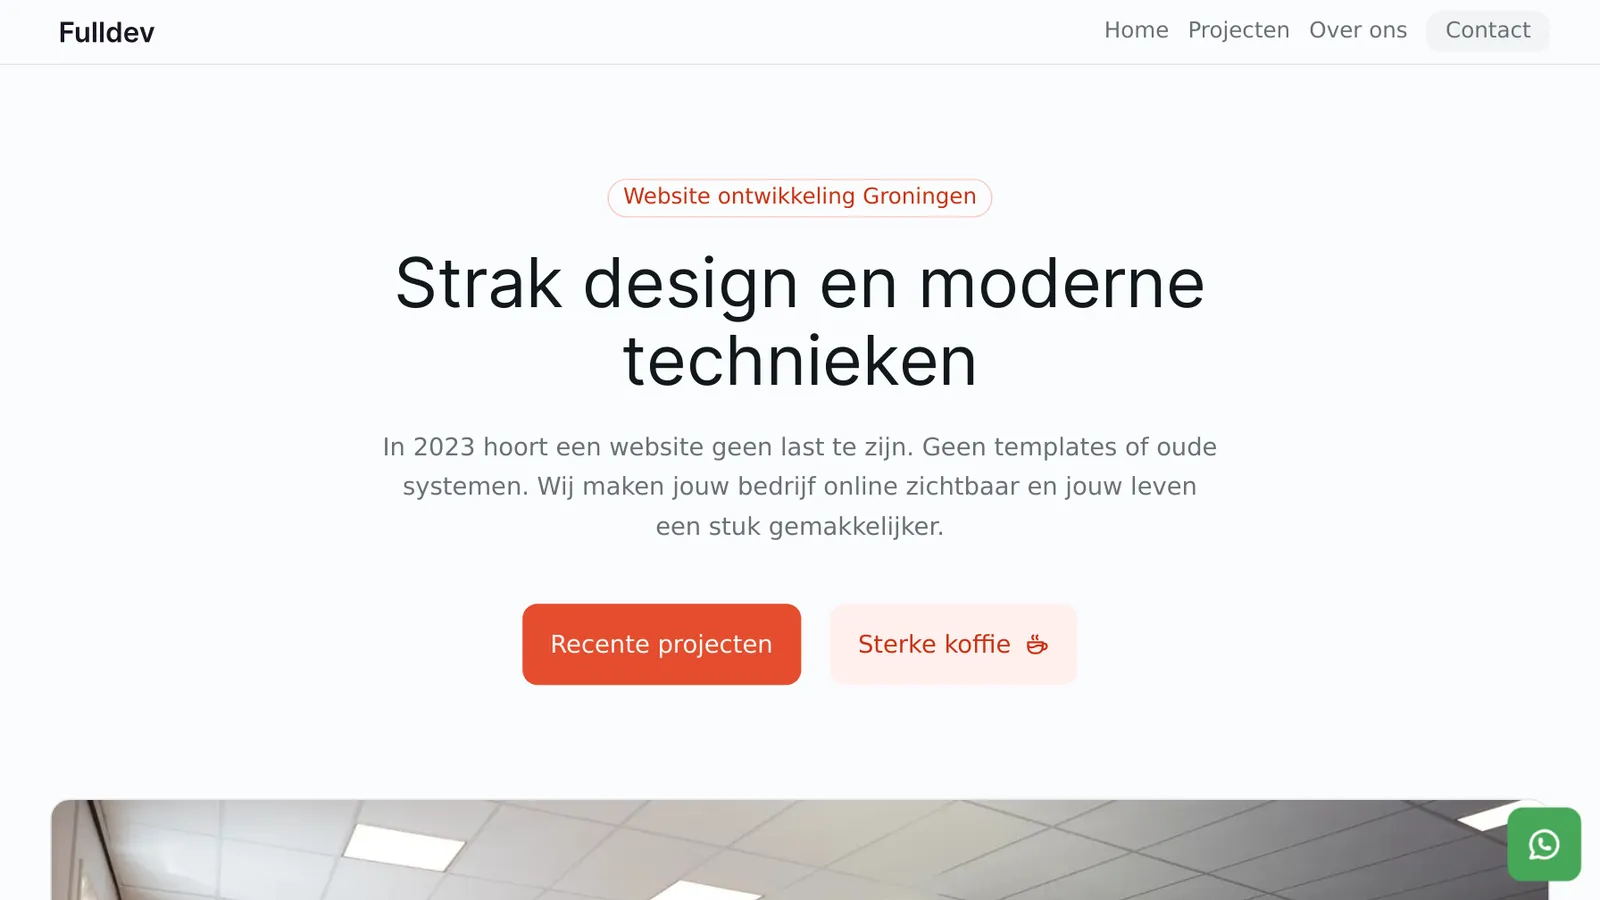 Fulldev
Home Projecten Over ons Contact
Website ontwikkeling Groningen
Strak design en moderne
technieken
In 2023 hoort een website geen last te zijn. Geen templates of oude
systemen. Wij maken jouw bedrijf online zichtbaar en jouw leven
een stuk gemakkelijker.
Recente projecten
Sterke koffie